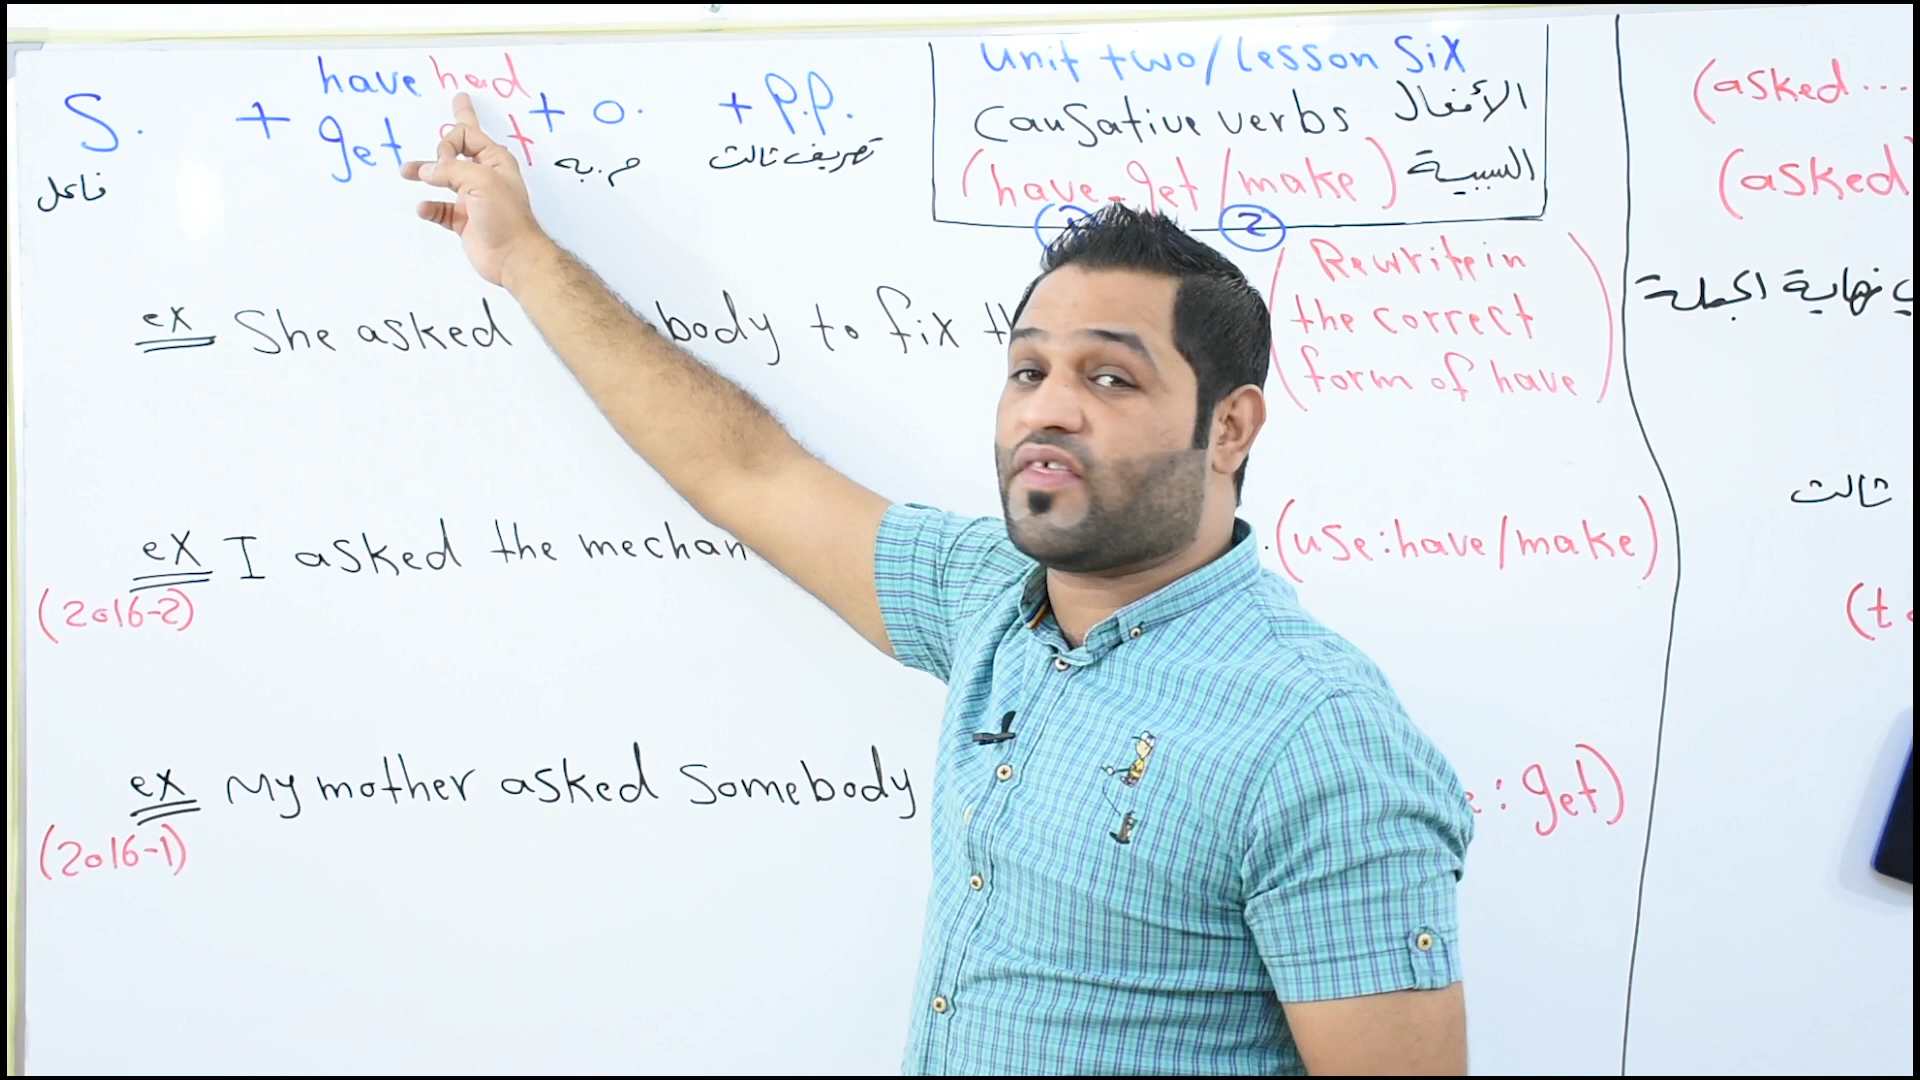 S. + have had + o. + P.P.
get
فاعل
م.به
تصريف ثالث
Unit two/Lesson Six
Causative verbs الأفعال
(have-get/make) السببية
2
ex She asked body to fix
(Rewrite in
the correct
form of have)
ex I asked the mechan
(use:have/make)
(2016-2)
ex My mother asked Somebody
: get)
(2016-1)
(asked...
(asked)
نهاية الجملة
ثالث